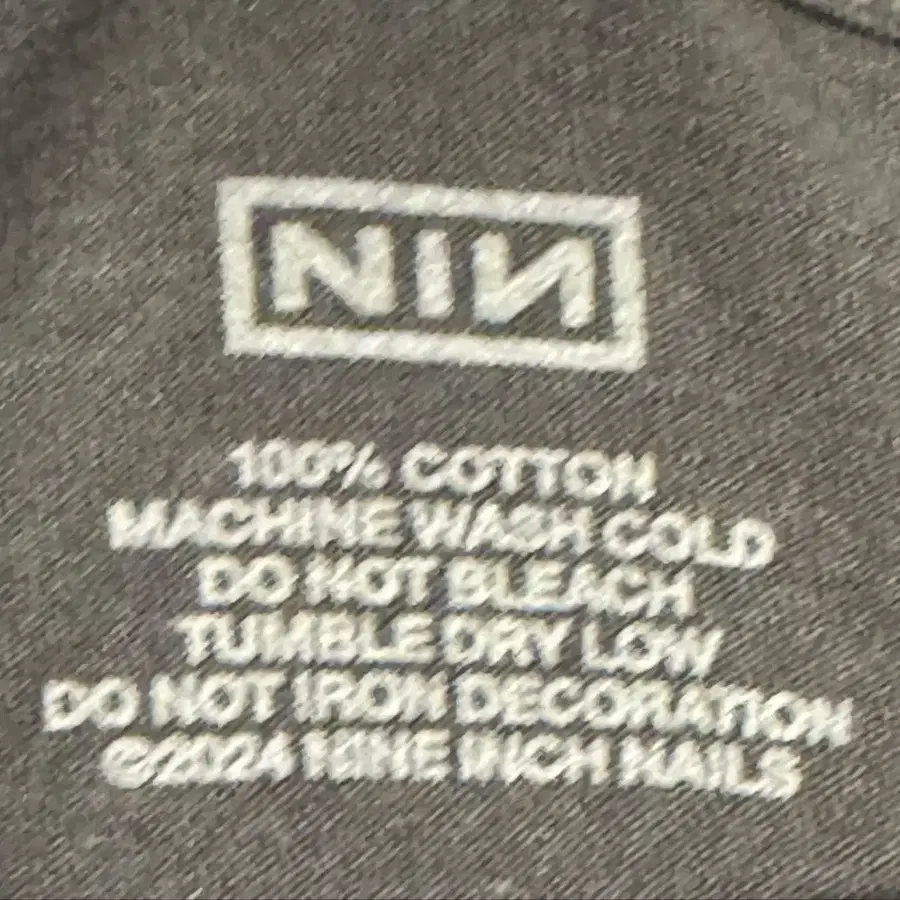 NIИ
100% COTTON
MACHINE WASH COLD
DO NOT BLEACH
TUMBLE DRY LOW
DO NOT IRON DECORATION
©2024 NINE INCH NAILS